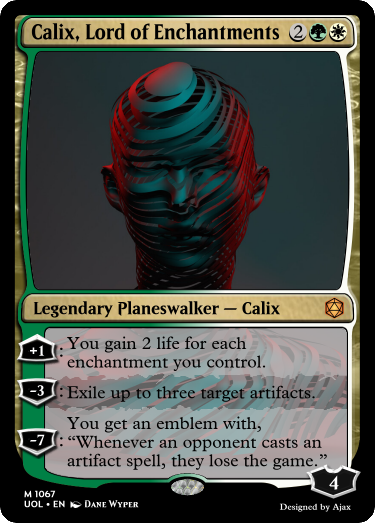 Calix, Lord of Enchantments 2
Legendary Planeswalker — Calix
+1: You gain 2 life for each
enchantment you control.
-3: Exile up to three target artifacts.
-7: You get an emblem with,
“Whenever an opponent casts an
artifact spell, they lose the game.”
4
M 1067
UOL • EN Dane Wyper
Designed by Ajax